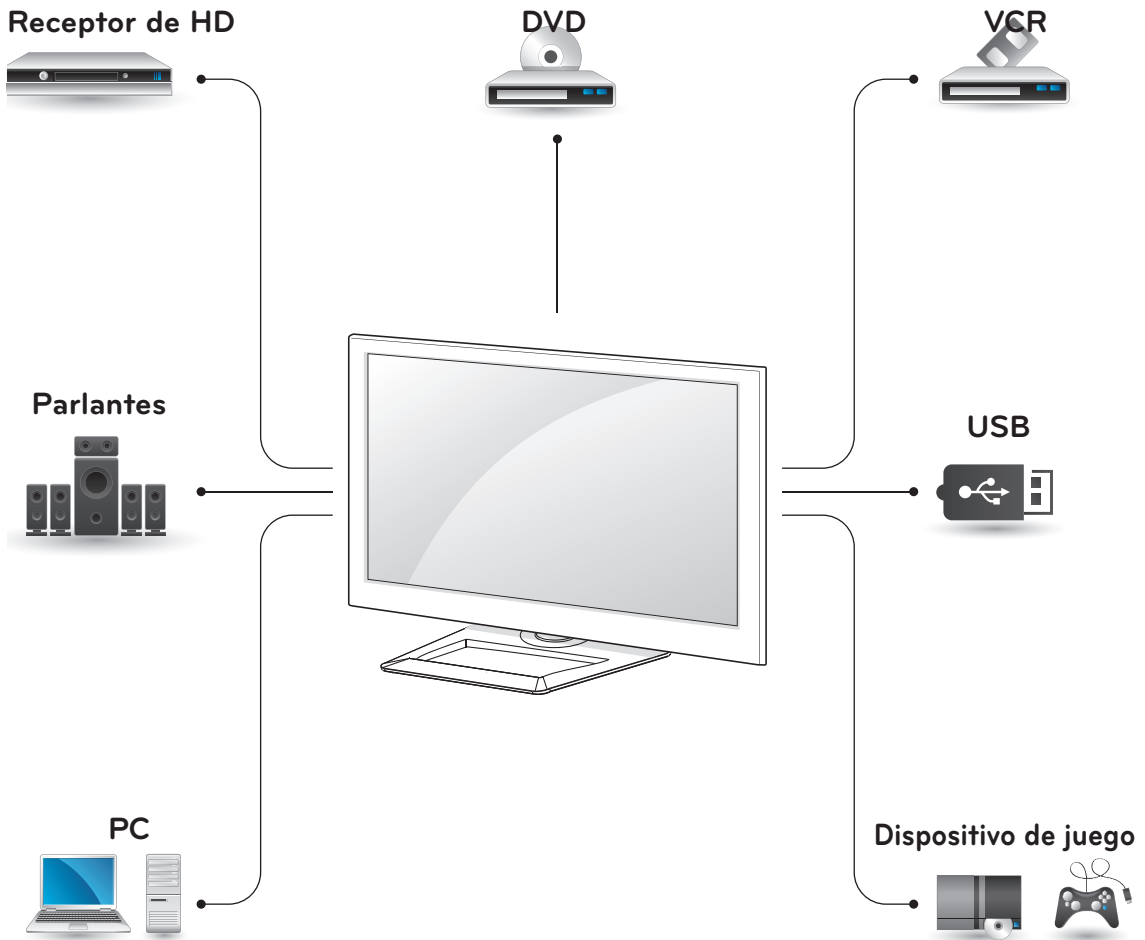 Receptor de HD
DVD
VCR
Parlantes
USB
PC
Dispositivo de juego